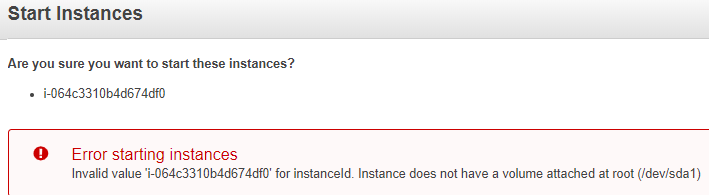 Start Instances
Are you sure you want to start these instances?
• i-064c3310b4d674df0
Error starting instances
Invalid value 'i-064c3310b4d674df0' for instanceId. Instance does not have a volume attached at root (/dev/sda1)